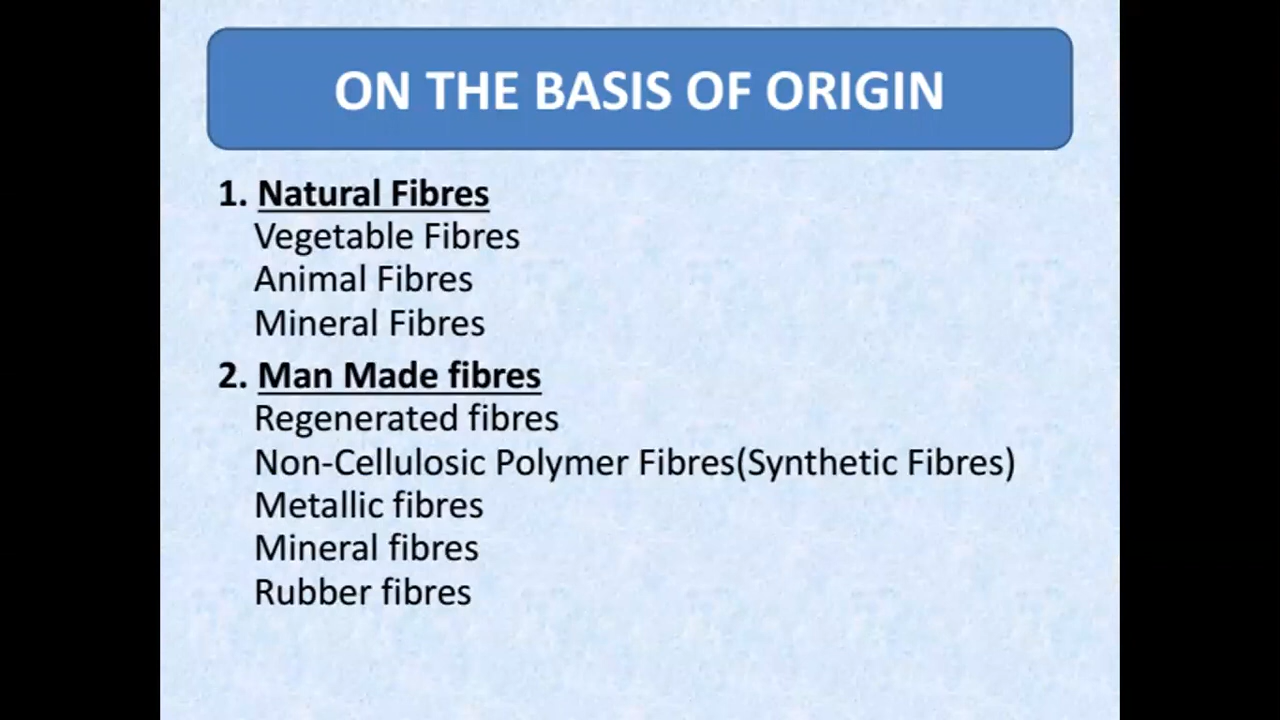 ON THE BASIS OF ORIGIN
1. Natural Fibres
Vegetable Fibres
Animal Fibres
Mineral Fibres
2. Man Made fibres
Regenerated fibres
Non-Cellulosic Polymer Fibres(Synthetic Fibres)
Metallic fibres
Mineral fibres
Rubber fibres